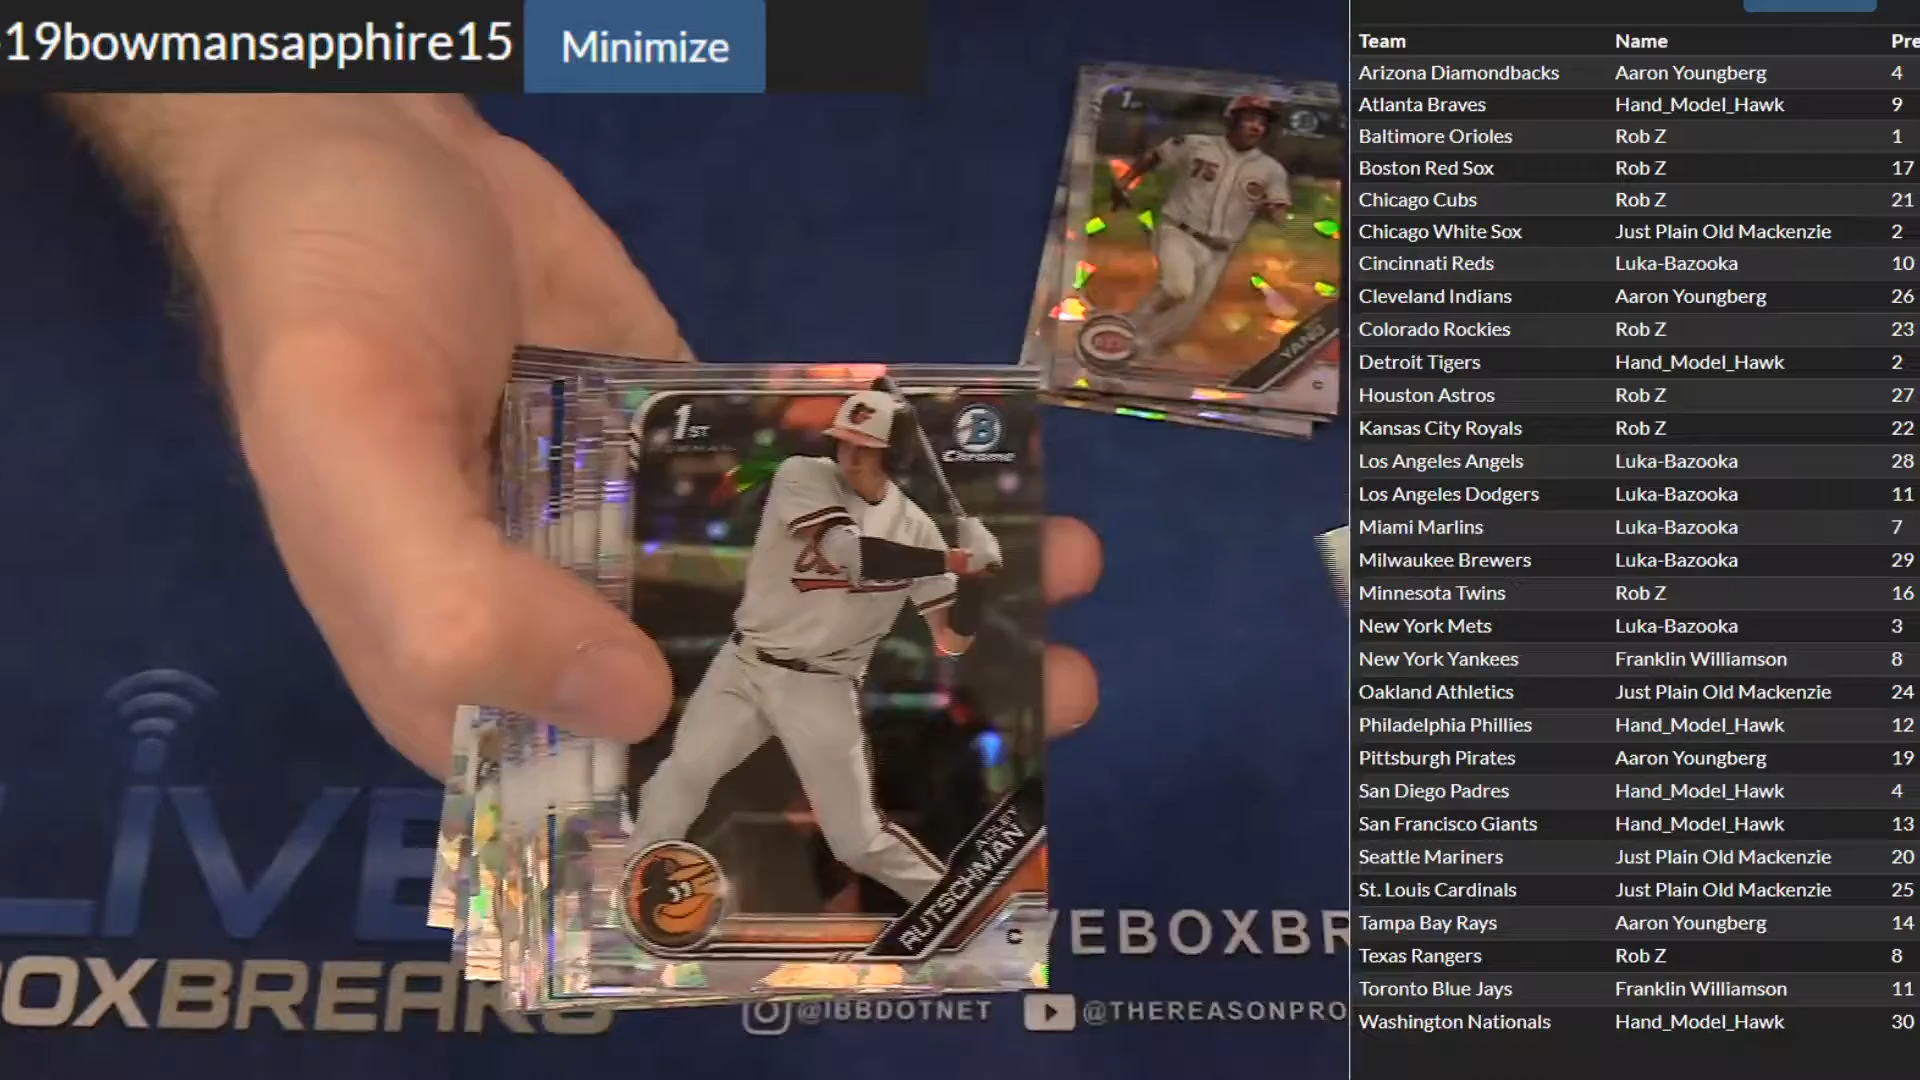 19bowmansapphire15
Minimize
1ST
B
Chrome
ADLEY
RUTSCHMAN
C
1st
75
YANG
C
LIVE
BOXBREAKS
VEBOXBR
@IBBDOTNET
@THEREASONPRO
Team Name Pre
Arizona Diamondbacks Aaron Youngberg 4
Atlanta Braves Hand_Model_Hawk 9
Baltimore Orioles Rob Z 1
Boston Red Sox Rob Z 17
Chicago Cubs Rob Z 21
Chicago White Sox Just Plain Old Mackenzie 2
Cincinnati Reds Luka-Bazooka 10
Cleveland Indians Aaron Youngberg 26
Colorado Rockies Rob Z 23
Detroit Tigers Hand_Model_Hawk 2
Houston Astros Rob Z 27
Kansas City Royals Rob Z 22
Los Angeles Angels Luka-Bazooka 28
Los Angeles Dodgers Luka-Bazooka 11
Miami Marlins Luka-Bazooka 7
Milwaukee Brewers Luka-Bazooka 29
Minnesota Twins Rob Z 16
New York Mets Luka-Bazooka 3
New York Yankees Franklin Williamson 8
Oakland Athletics Just Plain Old Mackenzie 24
Philadelphia Phillies Hand_Model_Hawk 12
Pittsburgh Pirates Aaron Youngberg 19
San Diego Padres Hand_Model_Hawk 4
San Francisco Giants Hand_Model_Hawk 13
Seattle Mariners Just Plain Old Mackenzie 20
St. Louis Cardinals Just Plain Old Mackenzie 25
Tampa Bay Rays Aaron Youngberg 14
Texas Rangers Rob Z 8
Toronto Blue Jays Franklin Williamson 11
Washington Nationals Hand_Model_Hawk 30